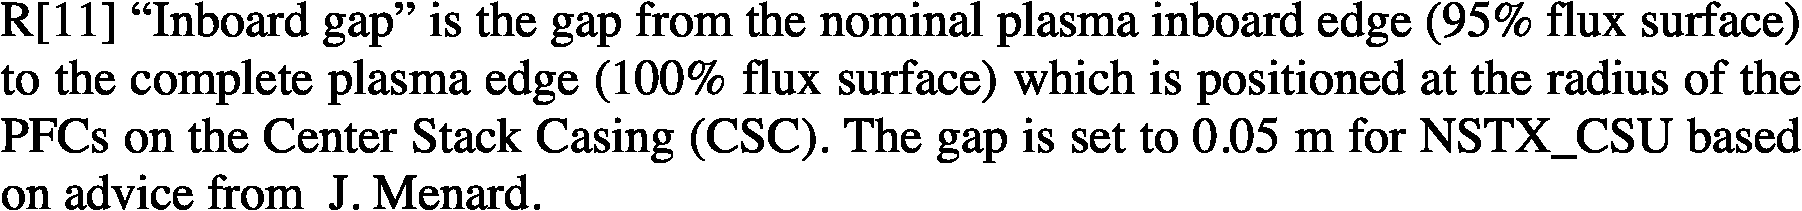 R[11] “Inboard gap” is the gap from the nominal plasma inboard edge (95% flux surface)
to the complete plasma edge (100% flux surface) which is positioned at the radius of the
PFCs on the Center Stack Casing (CSC). The gap is set to 0.05 m for NSTX_CSU based
on advice from  J. Menard.